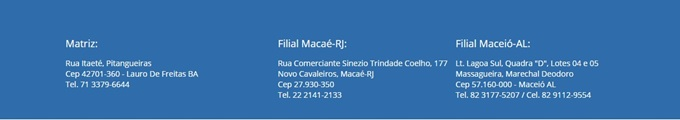 Matriz:
Rua Itaeté, Pitangueiras
Cep 42701-360 - Lauro De Freitas BA
Tel. 71 3379-6644
Filial Macaé-RJ:
Rua Comerciante Sinezio Trindade Coelho, 177
Novo Cavaleiros, Macaé-RJ
Cep 27.930-350
Tel. 22 2141-2133
Filial Maceió-AL:
Lt. Lagoa Sul, Quadra "D", Lotes 04 e 05
Massagueira, Marechal Deodoro
Cep 57.160-000 - Maceió AL
Tel. 82 3177-5207 / Cel. 82 9112-9554